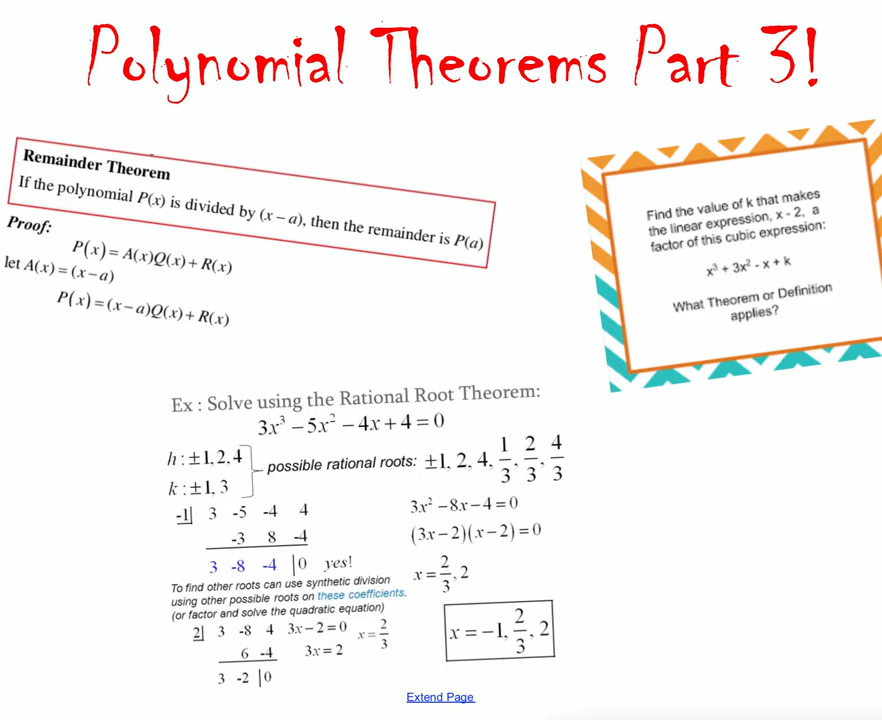 Polynomial Theorems Part 3!
Remainder Theorem
If the polynomial P(x) is divided by (x – a), then the remainder is P(a)
Proof:
P(x) = A(x)Q(x) + R(x)
let A(x) = (x – a)
P(x) = (x – a)Q(x) + R(x)
Find the value of k that makes
the linear expression, x - 2, a
factor of this cubic expression:
x³ + 3x² - x + k
What Theorem or Definition
applies?
Ex : Solve using the Rational Root Theorem:
3x³ – 5x² – 4x + 4 = 0
h : ±1, 2, 4
k : ±1, 3
possible rational roots: ±1, 2, 4, 1/3, 2/3, 4/3
-1| 3 -5 -4 4
-3 8 -4
3 -8 -4 |0 yes!
3x² – 8x – 4 = 0
(3x – 2)(x – 2) = 0
x = 2/3, 2
To find other roots can use synthetic division
using other possible roots on these coefficients.
(or factor and solve the quadratic equation)
2| 3 -8 4 3x – 2 = 0 x = 2/3
6 -4 3x = 2
3 -2 |0
x = –1, 2/3, 2
Extend Page